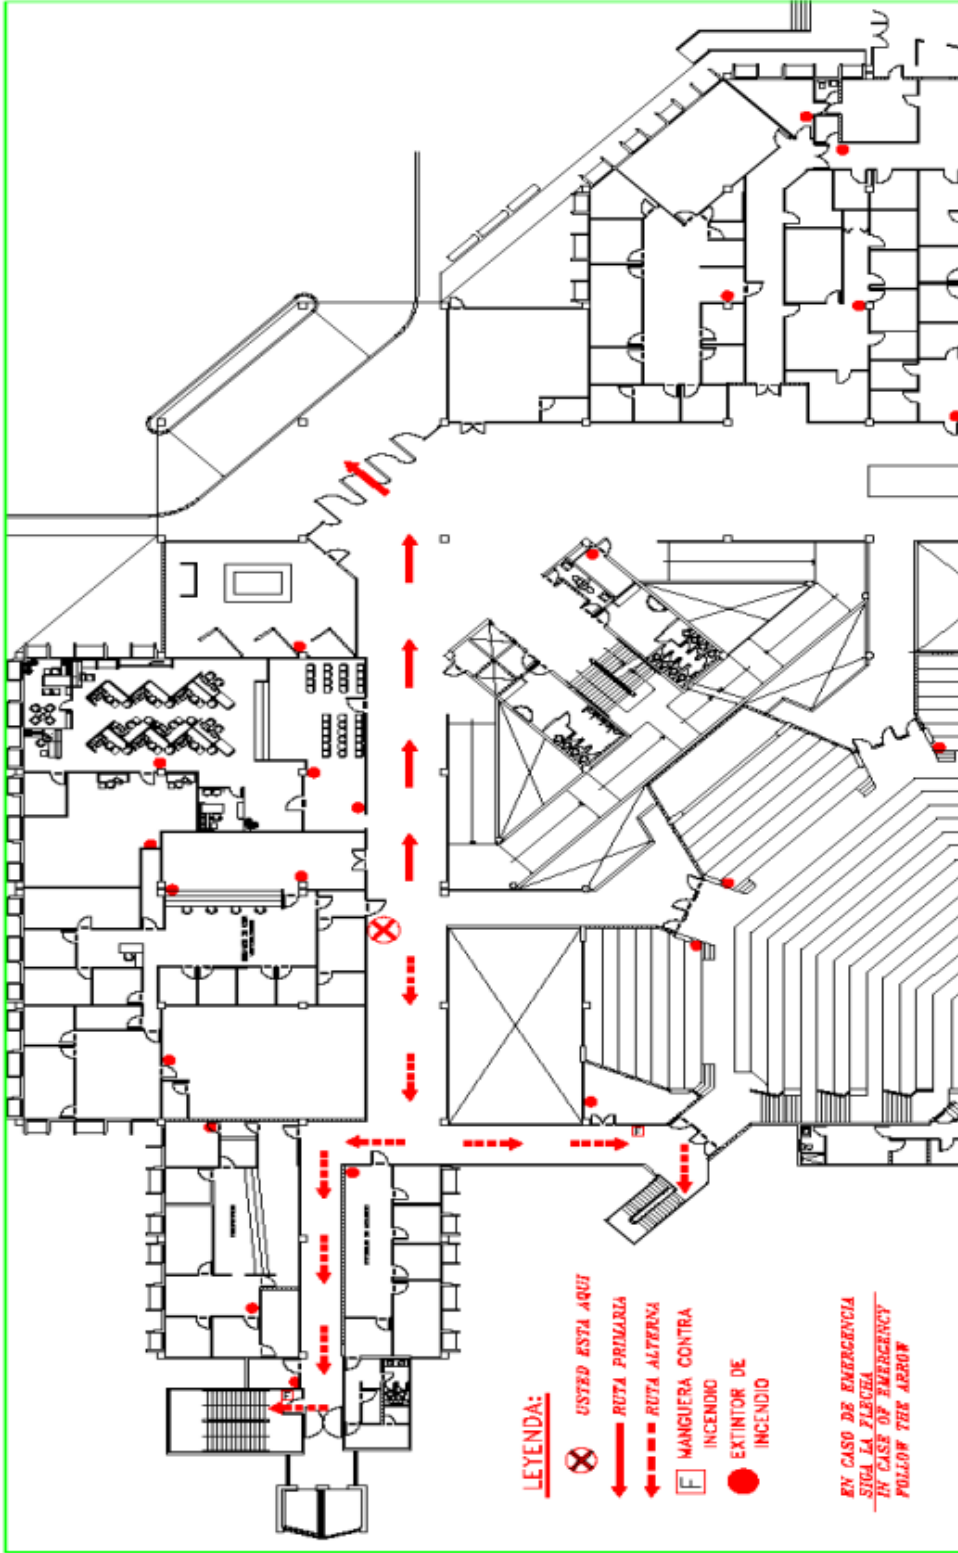 LEYENDA:
USTED ESTA AQUI
RUTA PRIMARIA
RUTA ALTERNA
F
MANGUERA CONTRA
INCENDIO
EXTINTOR DE
INCENDIO
EN CASO DE EMERGENCIA
SIGA LA FLECHA
IN CASE OF EMERGENCY
FOLLOW THE ARROW
F
F